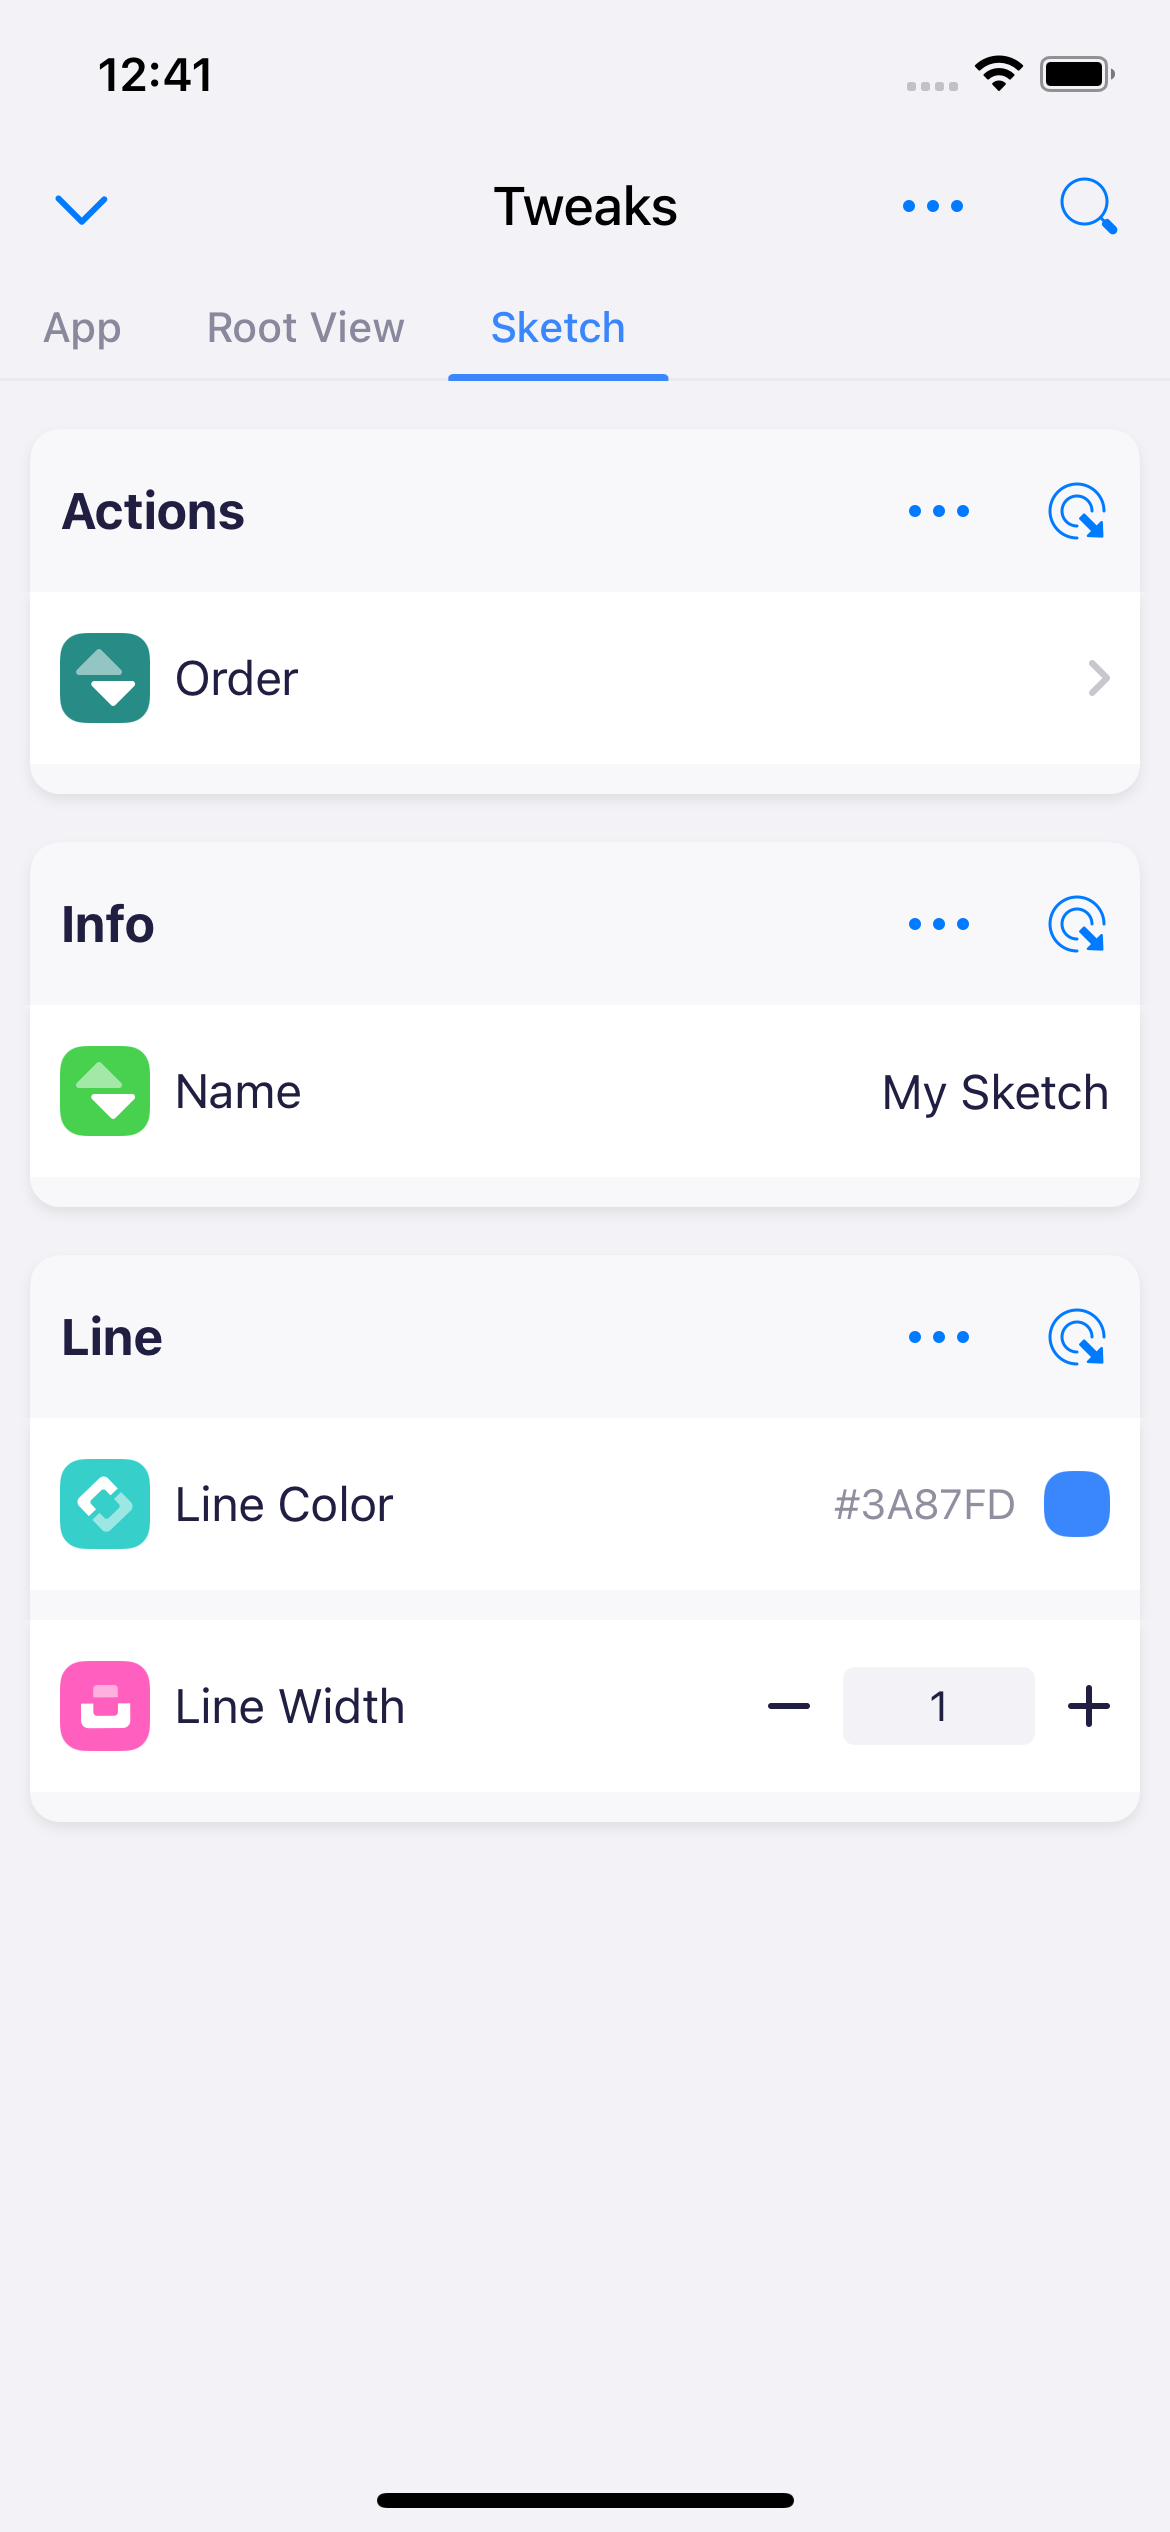 12:41
Tweaks
App Root View Sketch
Actions
Order
Info
Name My Sketch
Line
Line Color #3A87FD
Line Width 1